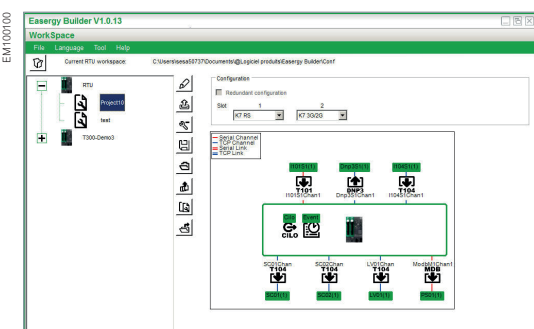 EM100100
Easergy Builder V1.0.13
WorkSpace
File Language Tool Help
Current RTU workspace: C:\Users\sesa50737\Documents\@Logiciel produits\Easergy Builder\Conf
RTU
Project10
test
T300-Demo3
Configuration
Redundant configuration
Slot 1 2
K7 RS K7 3G/2G
Serial Channel
TCP Channel
Serial Link
TCP Link
I101S1(1) Dnp3S1(1) I104S1(1)
T101 DNP3 T104
I101S1Chan1 Dnp3S1Chan1 I104S1Chan1
Cilo Event
CILO
SC01Chan SC02Chan LV01Chan ModbM1Chan1
T104 T104 T104 MDB
SC01(1) SC02(1) LV01(1) PS01(1)